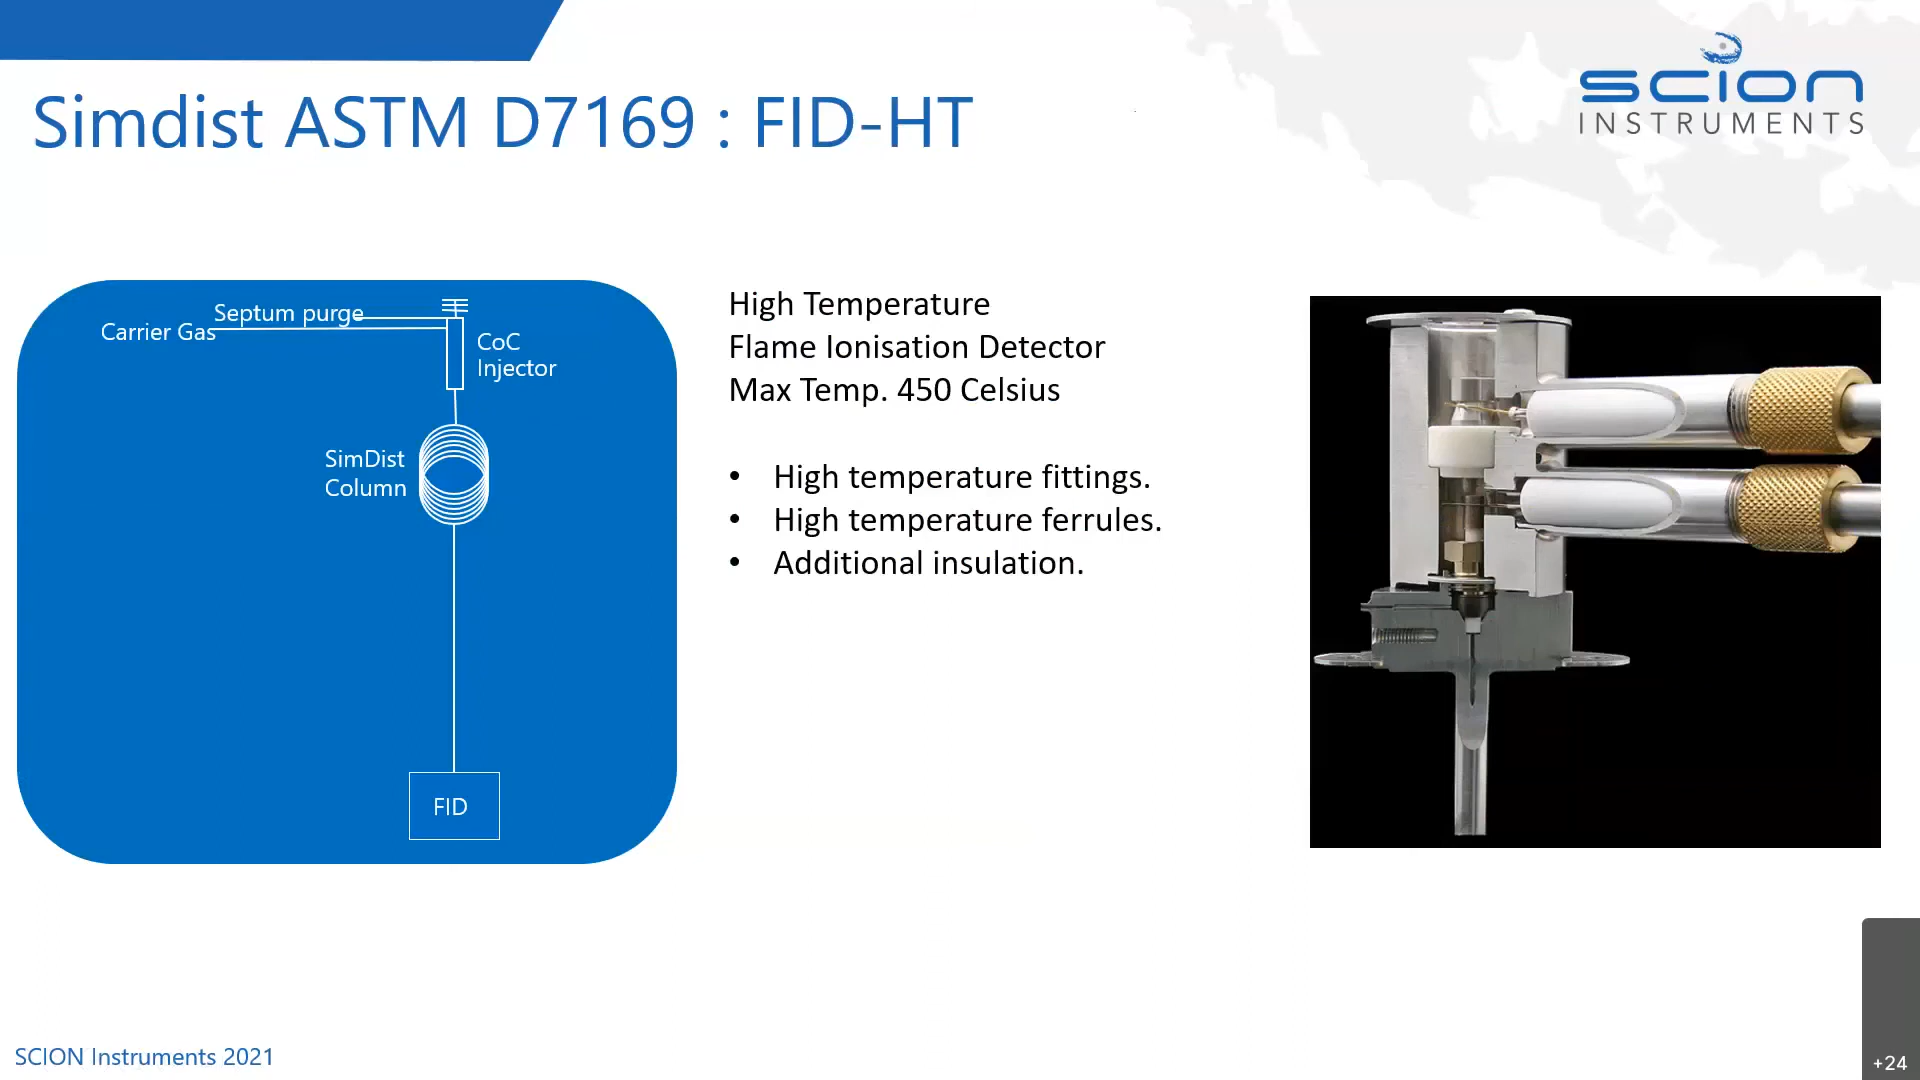 scion
INSTRUMENTS
Simdist ASTM D7169 : FID-HT
Septum purge
Carrier Gas
CoC
Injector
SimDist
Column
FID
High Temperature
Flame Ionisation Detector
Max Temp. 450 Celsius
• High temperature fittings.
• High temperature ferrules.
• Additional insulation.
SCION Instruments 2021
+24